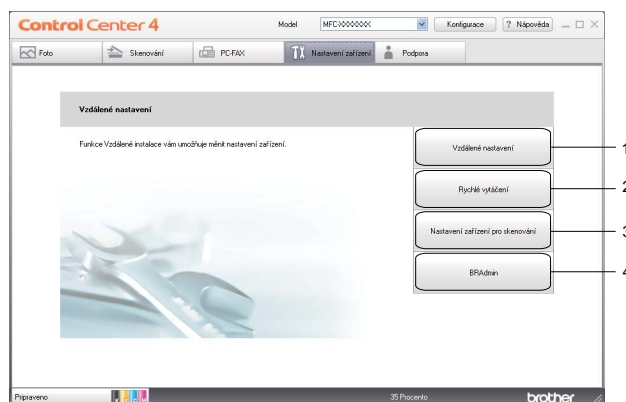 Control Center 4 Model MFC-XXXXXXX Konfigurace ? Nápověda
Foto Skenování PC-FAX Nastavení zařízení Podpora
Vzdálené nastavení
Funkce Vzdálené instalace vám umožňuje měnit nastavení zařízení.
Vzdálené nastavení 1
Rychlé vytáčení 2
Nastavení zařízení pro skenování 3
BRAdmin 4
Připraveno K Y C M 35 Procento brother